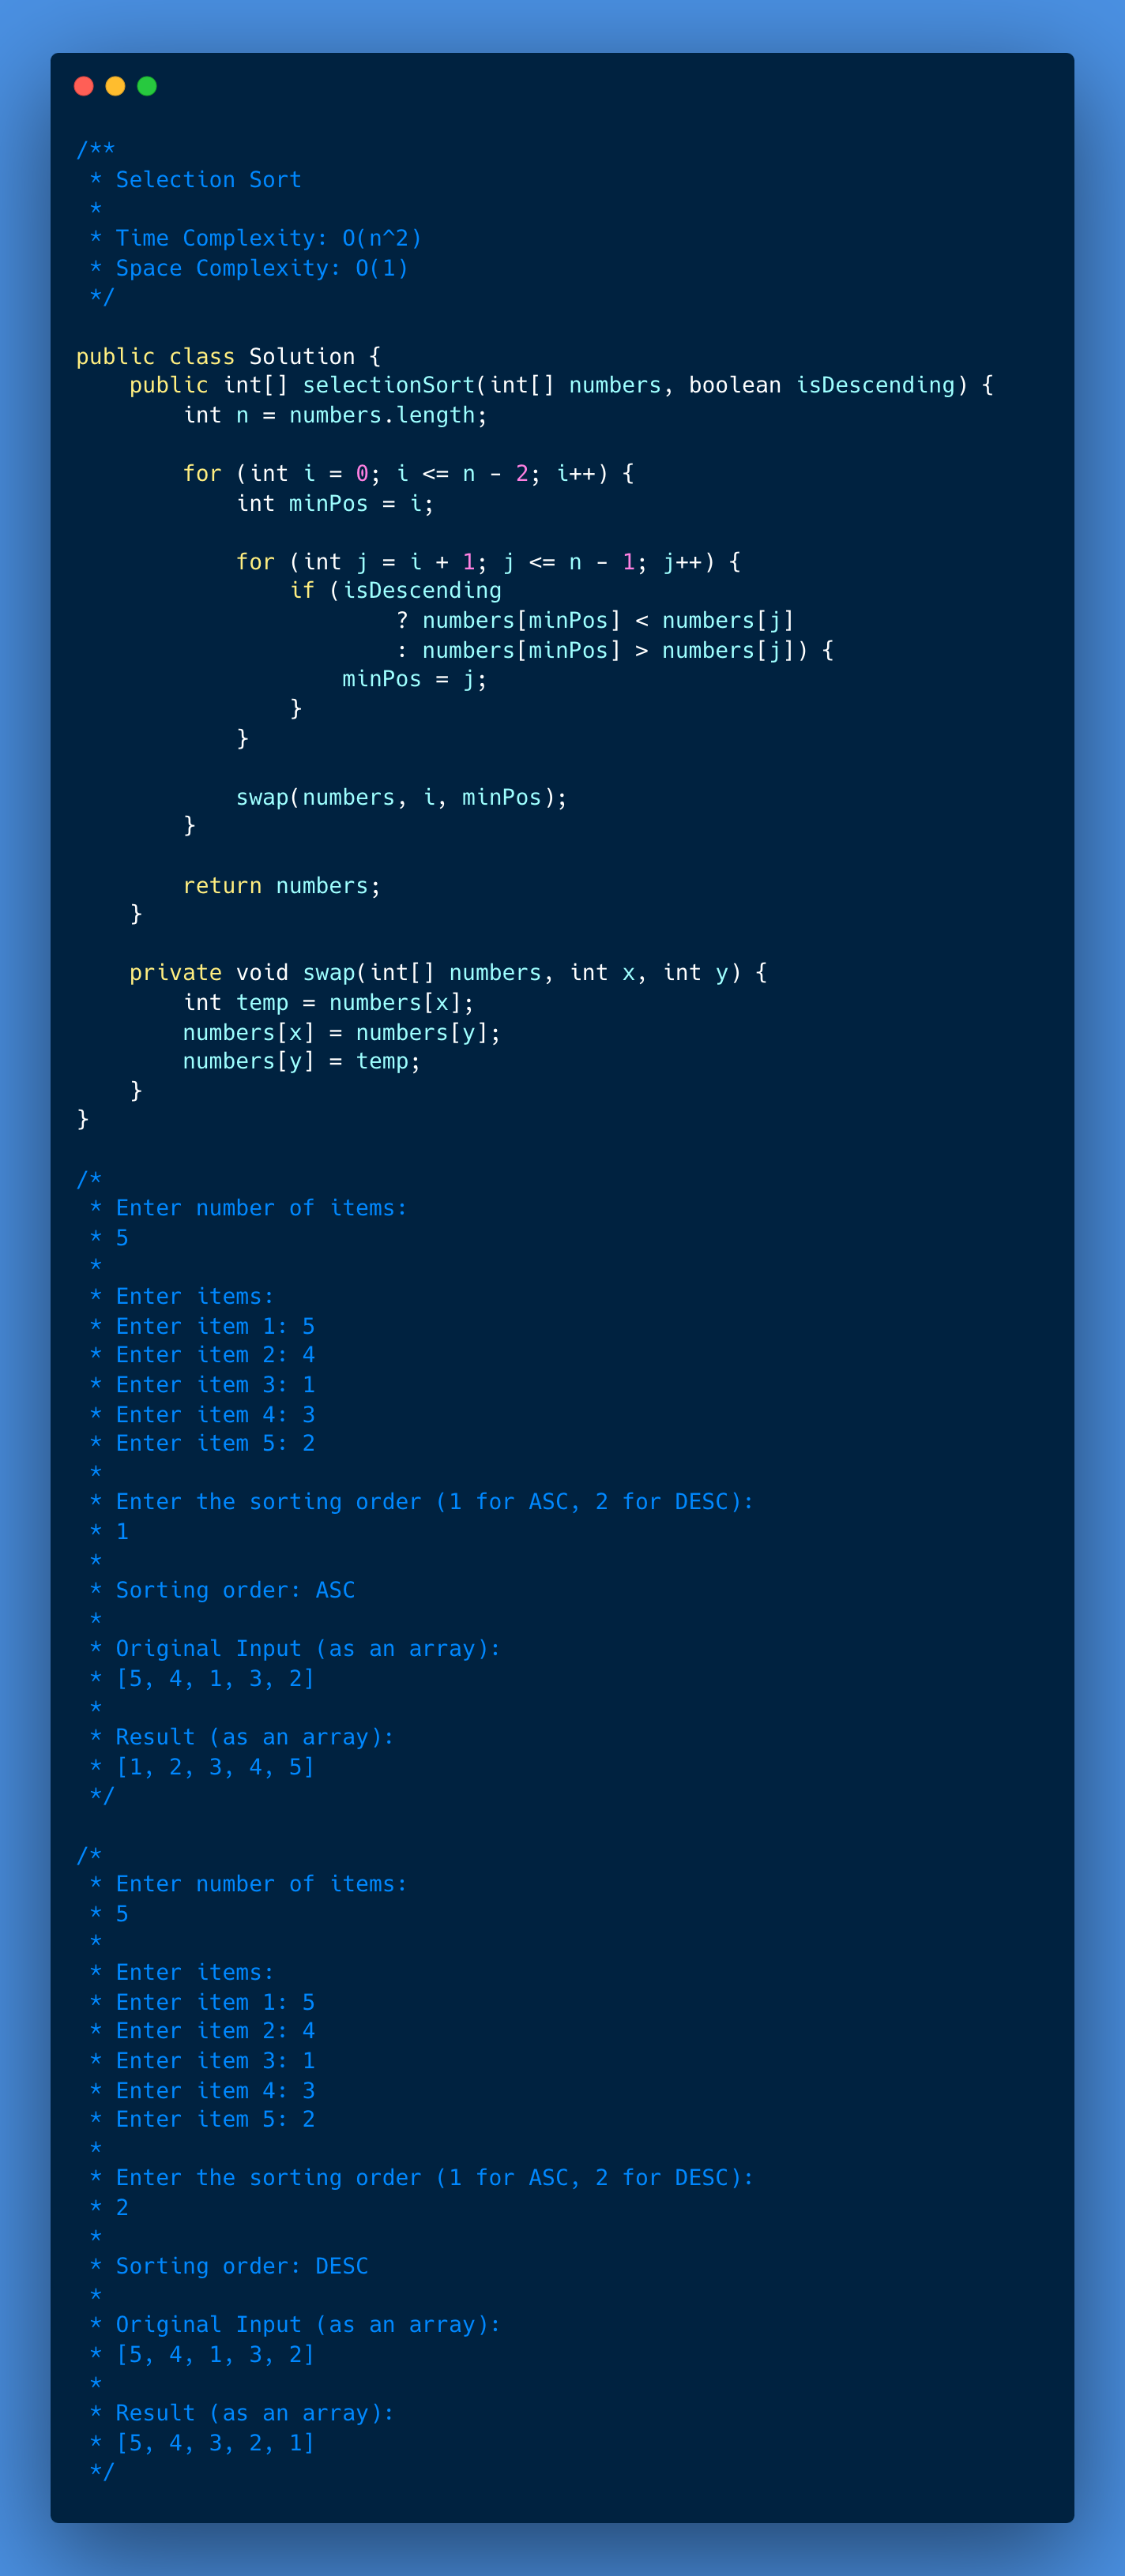 /**
 * Selection Sort
 *
 * Time Complexity: O(n^2)
 * Space Complexity: O(1)
 */

public class Solution {
    public int[] selectionSort(int[] numbers, boolean isDescending) {
        int n = numbers.length;

        for (int i = 0; i <= n - 2; i++) {
            int minPos = i;

            for (int j = i + 1; j <= n - 1; j++) {
                if (isDescending
                        ? numbers[minPos] < numbers[j]
                        : numbers[minPos] > numbers[j]) {
                    minPos = j;
                }
            }

            swap(numbers, i, minPos);
        }

        return numbers;
    }

    private void swap(int[] numbers, int x, int y) {
        int temp = numbers[x];
        numbers[x] = numbers[y];
        numbers[y] = temp;
    }
}

/*
 * Enter number of items:
 * 5
 *
 * Enter items:
 * Enter item 1: 5
 * Enter item 2: 4
 * Enter item 3: 1
 * Enter item 4: 3
 * Enter item 5: 2
 *
 * Enter the sorting order (1 for ASC, 2 for DESC):
 * 1
 *
 * Sorting order: ASC
 *
 * Original Input (as an array):
 * [5, 4, 1, 3, 2]
 *
 * Result (as an array):
 * [1, 2, 3, 4, 5]
 */

/*
 * Enter number of items:
 * 5
 *
 * Enter items:
 * Enter item 1: 5
 * Enter item 2: 4
 * Enter item 3: 1
 * Enter item 4: 3
 * Enter item 5: 2
 *
 * Enter the sorting order (1 for ASC, 2 for DESC):
 * 2
 *
 * Sorting order: DESC
 *
 * Original Input (as an array):
 * [5, 4, 1, 3, 2]
 *
 * Result (as an array):
 * [5, 4, 3, 2, 1]
 */